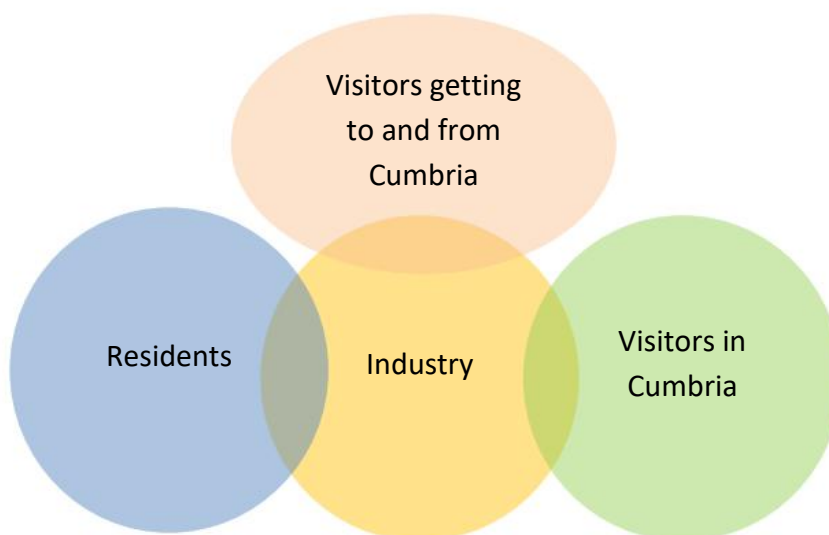 Visitors getting
to and from
Cumbria
Residents
Industry
Visitors in
Cumbria